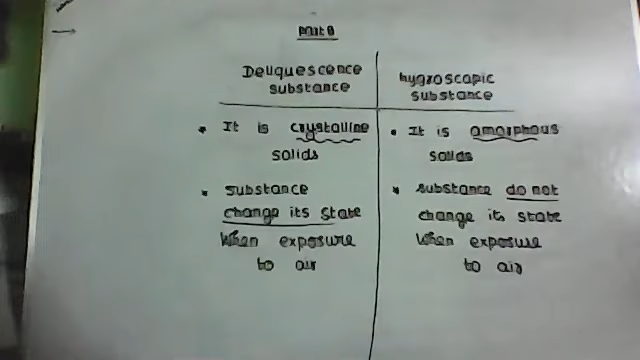 Part B
Deliquescence substance
hygroscopic substance
• It is crystalline solids
• It is amorphous solids
• substance change its state When exposure to air
• substance do not change its state When exposure to air